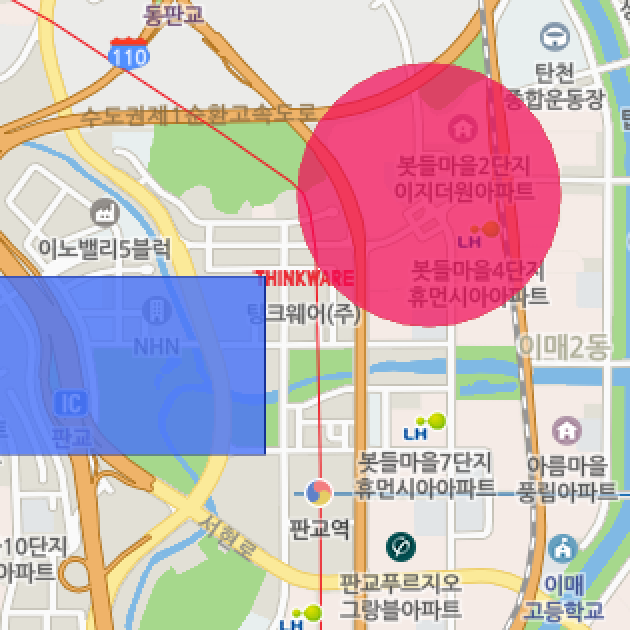 동판교
110
탄천
종합운동장
수도권제1순환고속도로
봇들마을2단지
이지더원아파트
LH
이노밸리5블럭
봇들마을4단지
휴먼시아아파트
THINKWARE
팅크웨어(주)
NHN
이매2동
IC
판교
LH
봇들마을7단지
휴먼시아아파트
아름마을
풍림아파트
판교역
서현로
10단지
아파트
판교푸르지오
그랑블아파트
이매
고등학교
LH